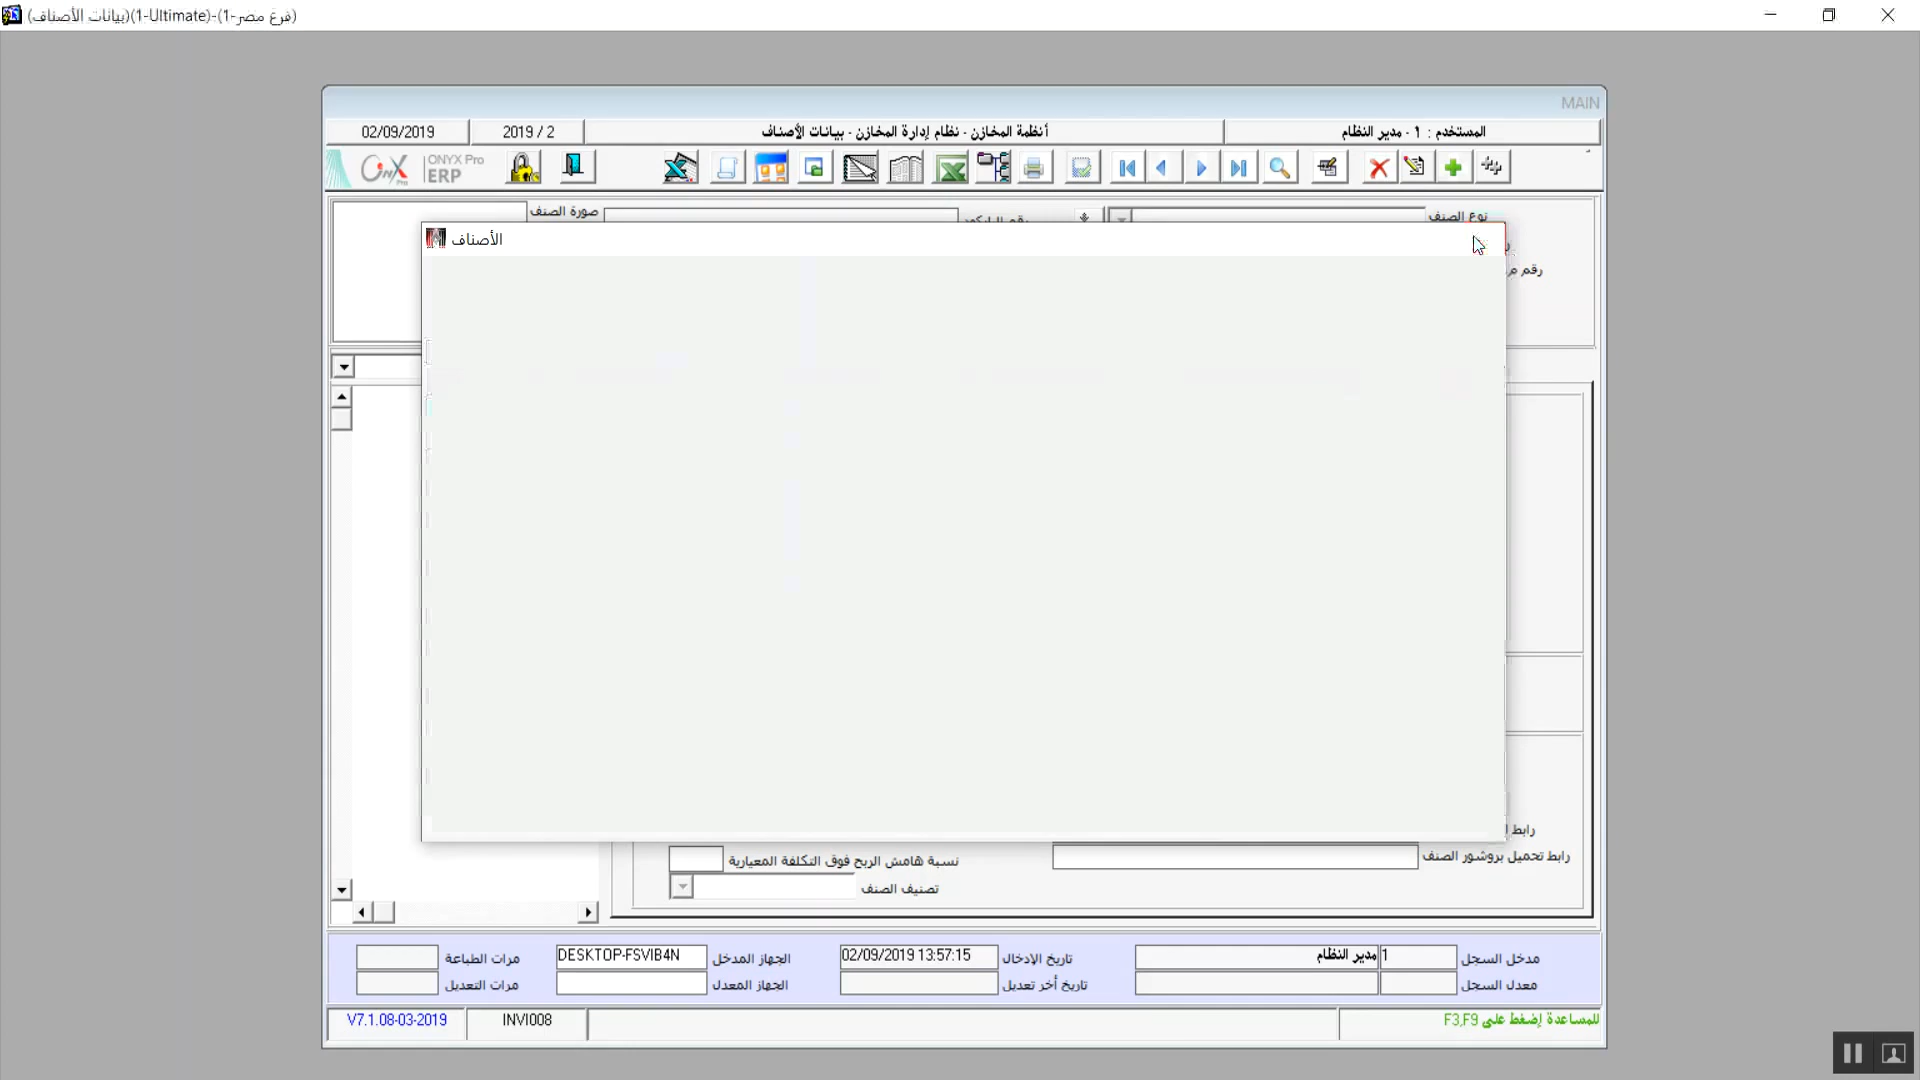 (بيانات الأصناف)(1-Ultimate)-(1-فرع مصر)
MAIN
المستخدم : ١ - مدير النظام
أنظمة المخازن - نظام إدارة المخازن - بيانات الأصناف
2019 / 2
02/09/2019
ONYX Pro
ERP
ONYX
Pro
نوع الصنف
صورة الصنف
الأصناف
رقم
رابط
رابط تحميل بروشور الصنف
نسبة هامش الربح فوق التكلفة المعيارية
تصنيف الصنف
مدخل السجل
1
مدير النظام
تاريخ الإدخال
02/09/2019 13:57:15
الجهاز المدخل
DESKTOP-FSVIB4N
مرات الطباعة
معدل السجل
تاريخ أخر تعديل
الجهاز المعدل
مرات التعديل
للمساعدة إضغط على F3,F9
INVI008
V7.1.08-03-2019